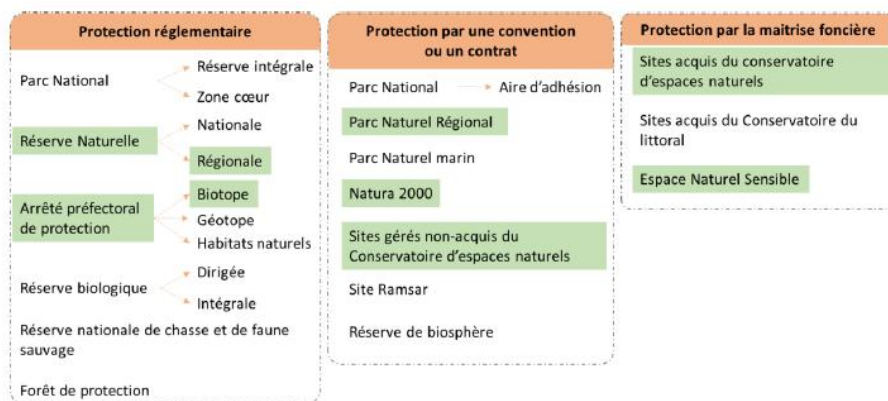 Protection réglementaire
Parc National
Réserve intégrale
Zone cœur
Réserve Naturelle
Nationale
Régionale
Arrêté préfectoral
de protection
Biotope
Géotope
Habitats naturels
Réserve biologique
Dirigée
Intégrale
Réserve nationale de chasse et de faune
sauvage
Forêt de protection
Protection par une convention
ou un contrat
Parc National
Aire d'adhésion
Parc Naturel Régional
Parc Naturel marin
Natura 2000
Sites gérés non-acquis du
Conservatoire d'espaces naturels
Site Ramsar
Réserve de biosphère
Protection par la maitrise foncière
Sites acquis du conservatoire
d'espaces naturels
Sites acquis du Conservatoire du
littoral
Espace Naturel Sensible